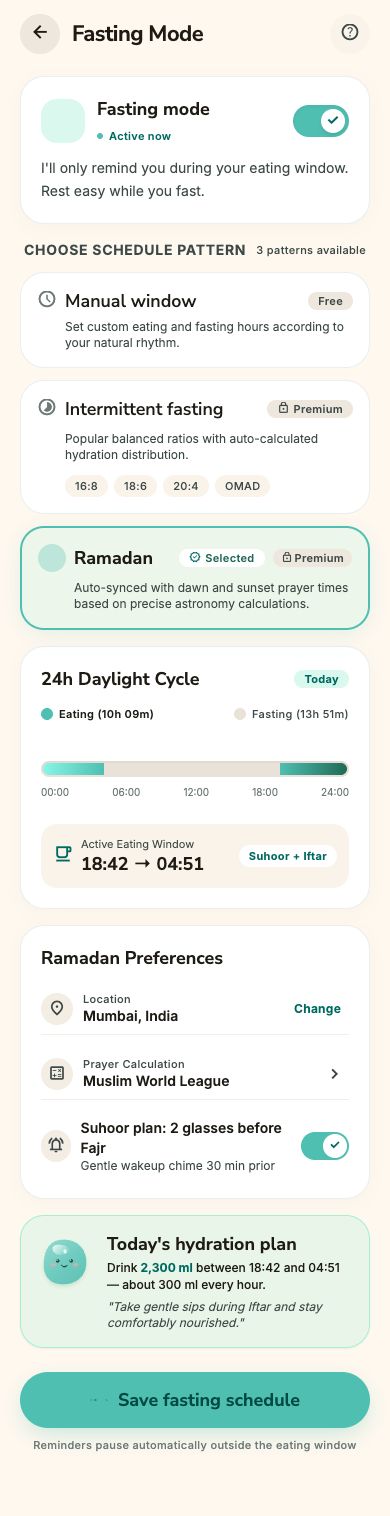 Fasting Mode
Fasting mode
Active now
I'll only remind you during your eating window.
Rest easy while you fast.
CHOOSE SCHEDULE PATTERN 3 patterns available
Manual window Free
Set custom eating and fasting hours according to
your natural rhythm.
Intermittent fasting Premium
Popular balanced ratios with auto-calculated
hydration distribution.
16:8 18:6 20:4 OMAD
Ramadan Selected Premium
Auto-synced with dawn and sunset prayer times
based on precise astronomy calculations.
24h Daylight Cycle Today
Eating (10h 09m) Fasting (13h 51m)
00:00 06:00 12:00 18:00 24:00
Active Eating Window
18:42 → 04:51 Suhoor + Iftar
Ramadan Preferences
Location
Mumbai, India Change
Prayer Calculation
Muslim World League
Suhoor plan: 2 glasses before
Fajr
Gentle wakeup chime 30 min prior
Today's hydration plan
Drink 2,300 ml between 18:42 and 04:51
— about 300 ml every hour.
"Take gentle sips during Iftar and stay
comfortably nourished."
Save fasting schedule
Reminders pause automatically outside the eating window